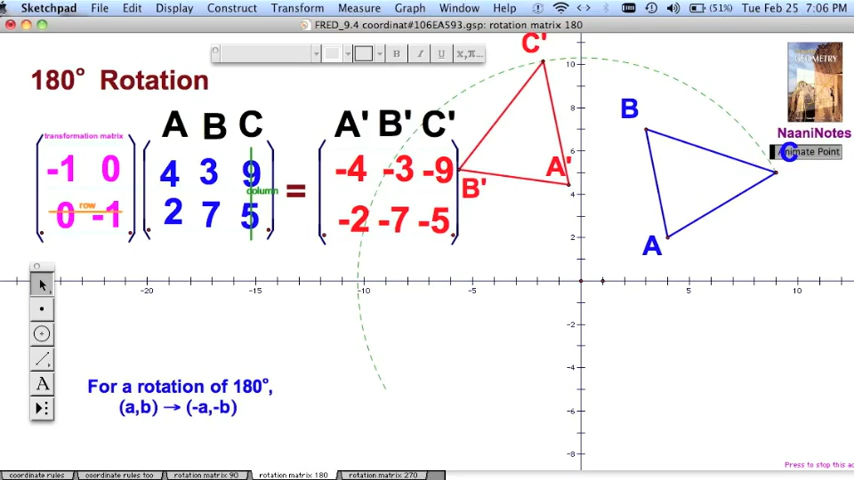 Sketchpad File Edit Display Construct Transform Measure Graph Window Help (51%) Tue Feb 25 7:06 PM
FRED_9.4 coordinat#106EA593.gsp: rotation matrix 180
B I U x,π...
180° Rotation
C'
10
GEOMETRY
NaaniNotes
Animate Point
A B C A' B' C'
transformation matrix
-1 0 4 3 9 = -4 -3 -9
column
row
0 -1 2 7 5 -2 -7 -5
8
B
6
C
A'
B'
4
2
A
-20 -15 -10 -5 5 10
-2
-4
-6
-8
A
For a rotation of 180°,
(a,b) → (-a,-b)
Press to stop this a
coordinate rules coordinate rules too rotation matrix 90 rotation matrix 180 rotation matrix 270